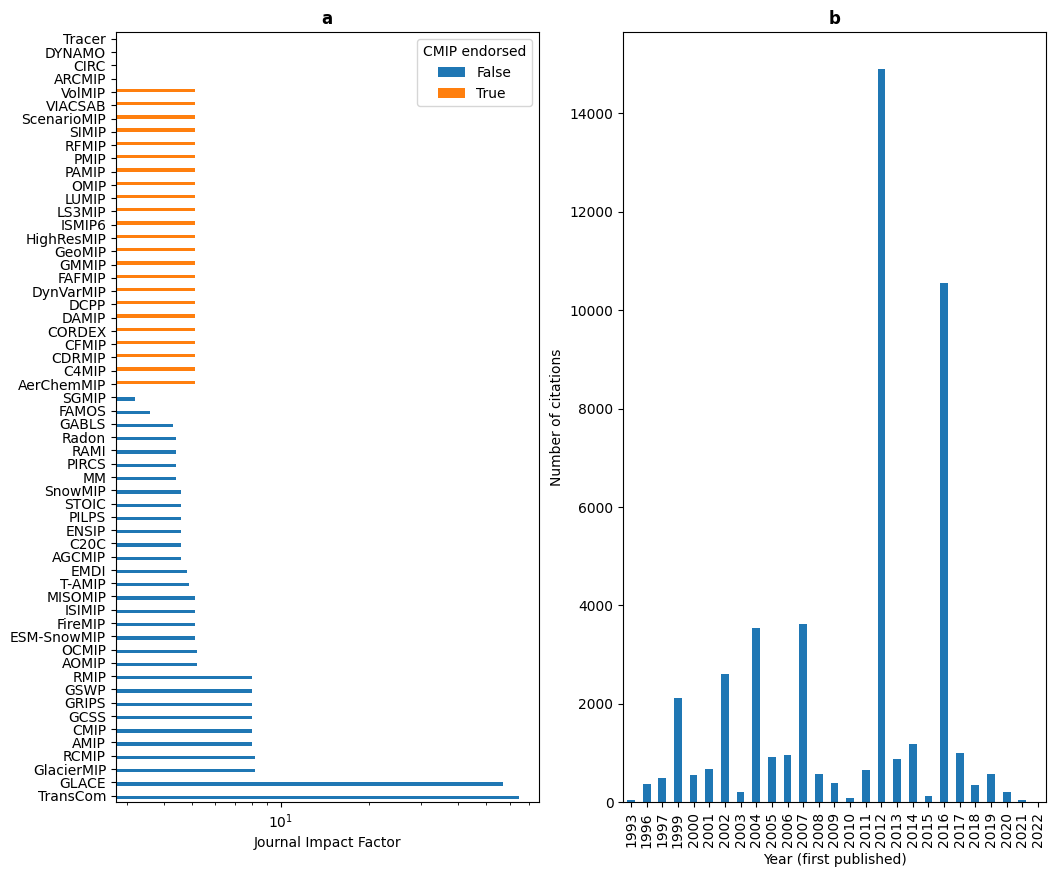 a
Tracer
DYNAMO
CIRC
ARCMIP
VolMIP
VIACSAB
ScenarioMIP
SIMIP
RFMIP
PMIP
PAMIP
OMIP
LUMIP
LS3MIP
ISMIP6
HighResMIP
GeoMIP
GMMIP
FAFMIP
DynVarMIP
DCPP
DAMIP
CORDEX
CFMIP
CDRMIP
C4MIP
AerChemMIP
SGMIP
FAMOS
GABLS
Radon
RAMI
PIRCS
MM
SnowMIP
STOIC
PILPS
ENSIP
C20C
AGCMIP
EMDI
T-AMIP
MISOMIP
ISIMIP
FireMIP
ESM-SnowMIP
OCMIP
AOMIP
RMIP
GSWP
GRIPS
GCSS
CMIP
AMIP
RCMIP
GlacierMIP
GLACE
TransCom
CMIP endorsed
False
True
10¹
Journal Impact Factor
b
Number of citations
14000
12000
10000
8000
6000
4000
2000
0
1993
1996
1997
1999
2000
2001
2002
2003
2004
2005
2006
2007
2008
2009
2010
2011
2012
2013
2014
2015
2016
2017
2018
2019
2020
2021
2022
Year (first published)